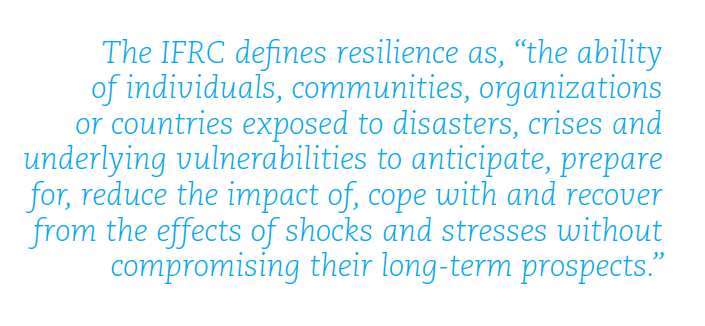 The IFRC defines resilience as, “the ability
of individuals, communities, organizations
or countries exposed to disasters, crises and
underlying vulnerabilities to anticipate, prepare
for, reduce the impact of, cope with and recover
from the effects of shocks and stresses without
compromising their long-term prospects.”